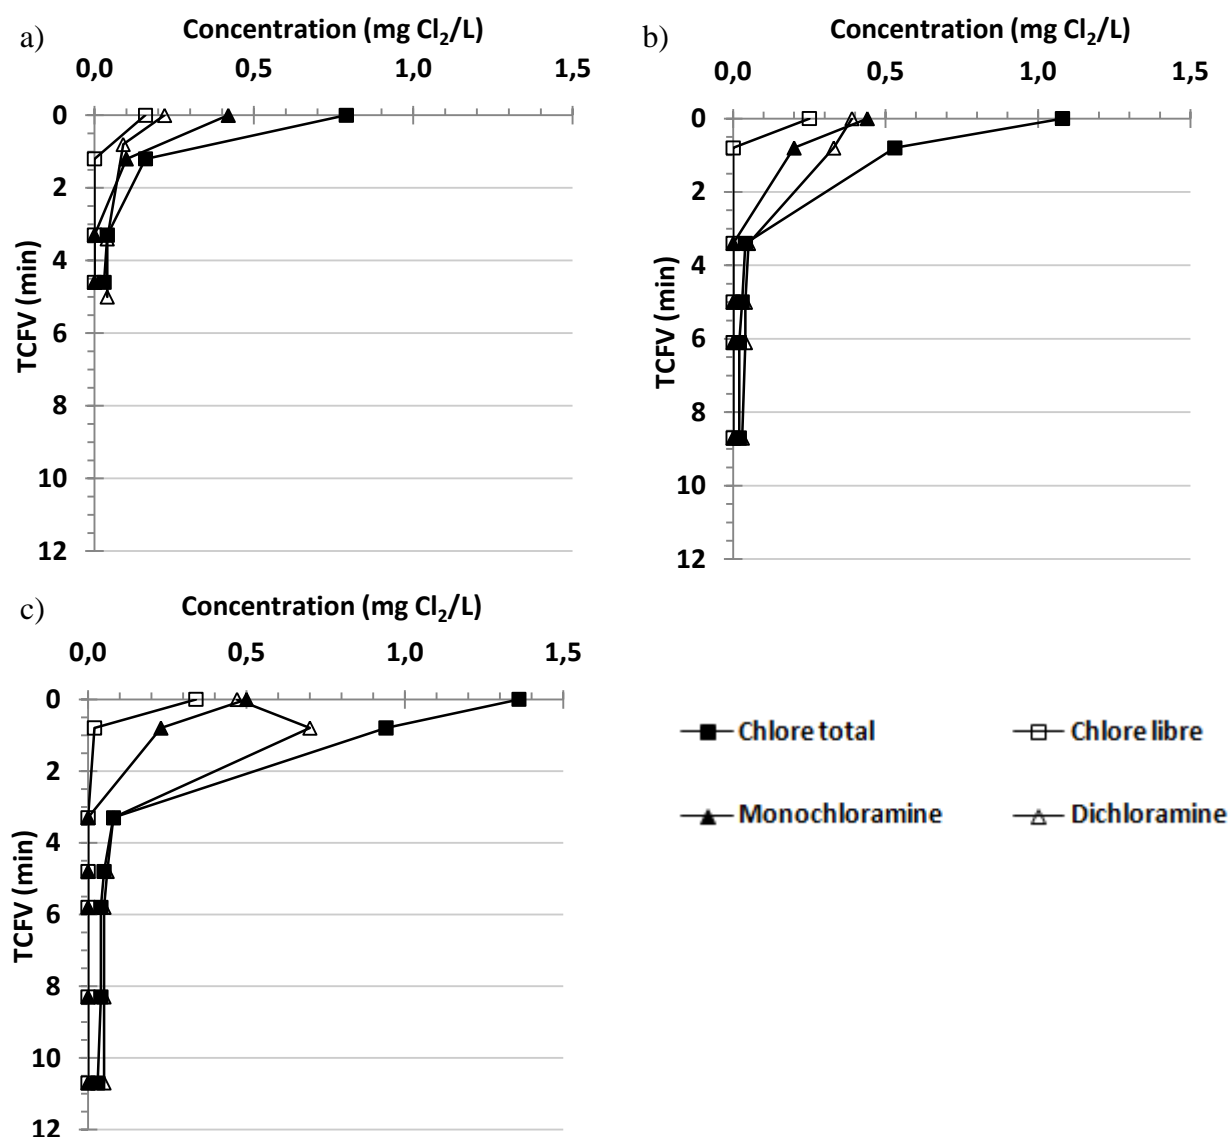 a)
Concentration (mg Cl₂/L)
0,0 0,5 1,0 1,5
0
2
4
6
8
10
12
TCFV (min)
b)
Concentration (mg Cl₂/L)
0,0 0,5 1,0 1,5
0
2
4
6
8
10
12
TCFV (min)
c)
Concentration (mg Cl₂/L)
0,0 0,5 1,0 1,5
0
2
4
6
8
10
12
TCFV (min)
Chlore total Chlore libre
Monochloramine Dichloramine